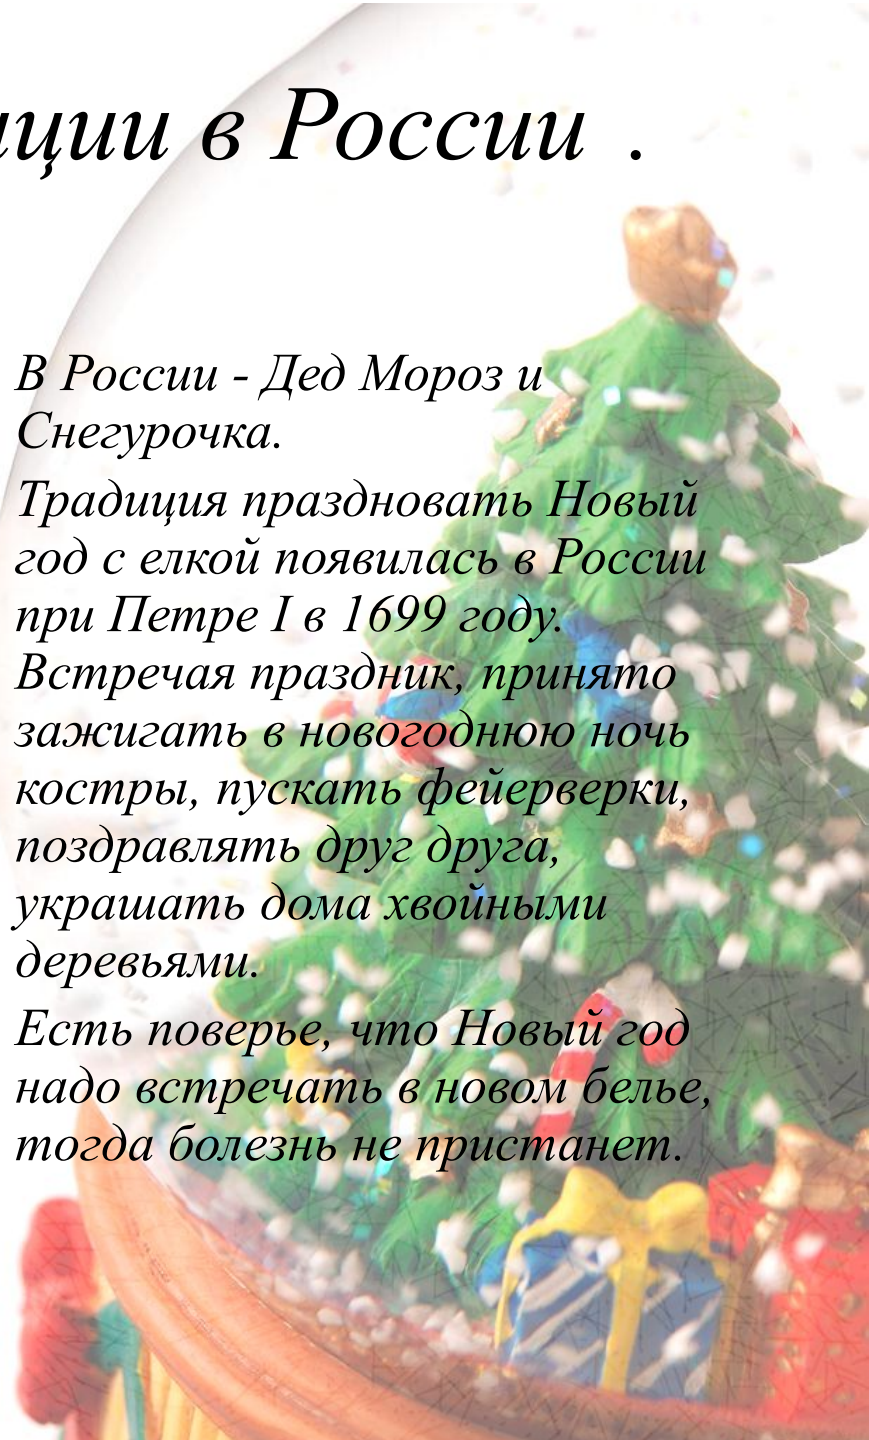 ции в России .
В России - Дед Мороз и
Снегурочка.
Традиция праздновать Новый
год с елкой появилась в России
при Петре I в 1699 году.
Встречая праздник, принято
зажигать в новогоднюю ночь
костры, пускать фейерверки,
поздравлять друг друга,
украшать дома хвойными
деревьями.
Есть поверье, что Новый год
надо встречать в новом белье,
тогда болезнь не пристанет.